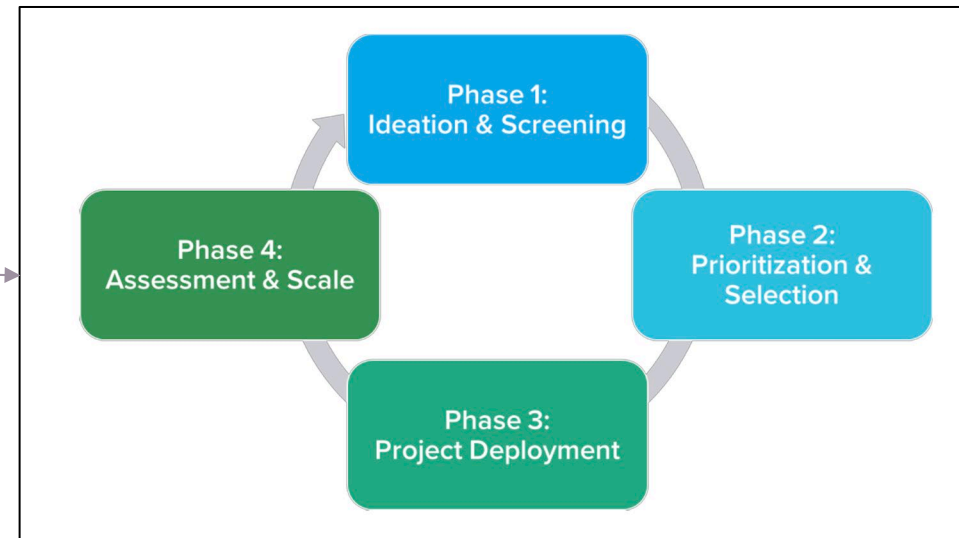 Phase 1:
Ideation & Screening
Phase 2:
Prioritization &
Selection
Phase 3:
Project Deployment
Phase 4:
Assessment & Scale